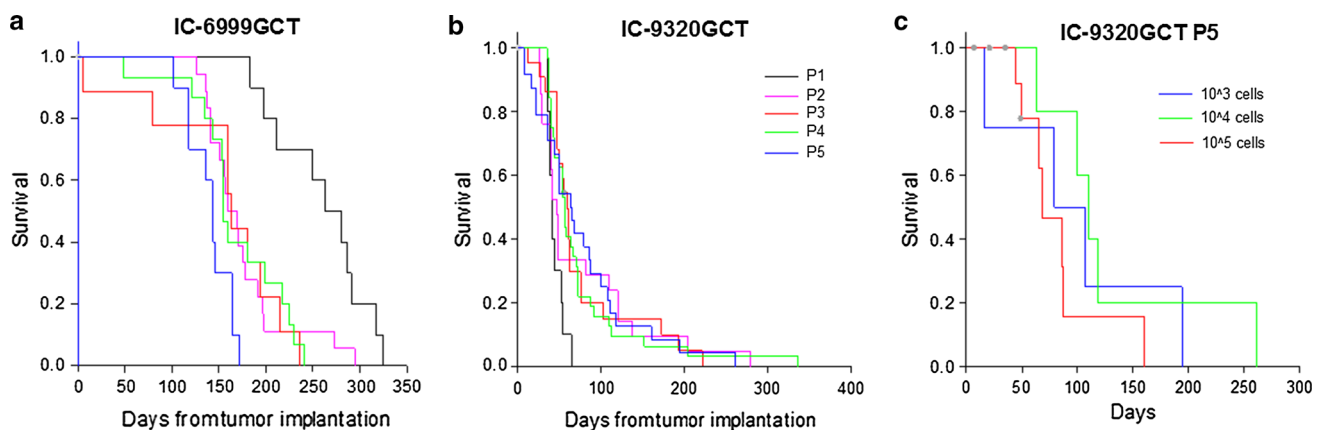 a
IC-6999GCT
Survival
1.0
0.8
0.6
0.4
0.2
0.0
0 50 100 150 200 250 300 350
Days fromtumor implantation
b
IC-9320GCT
P1
P2
P3
P4
P5
Survival
1.0
0.8
0.6
0.4
0.2
0.0
0 100 200 300 400
Days fromtumor implantation
c
IC-9320GCT P5
10^3 cells
10^4 cells
10^5 cells
Survival
1.0
0.8
0.6
0.4
0.2
0.0
0 50 100 150 200 250 300
Days